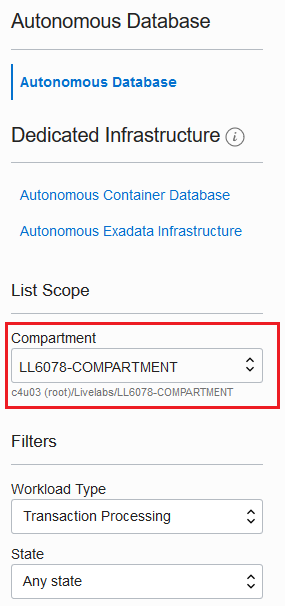 Autonomous Database
Autonomous Database
Dedicated Infrastructure
Autonomous Container Database
Autonomous Exadata Infrastructure
List Scope
Compartment
LL6078-COMPARTMENT
c4u03 (root)/Livelabs/LL6078-COMPARTMENT
Filters
Workload Type
Transaction Processing
State
Any state